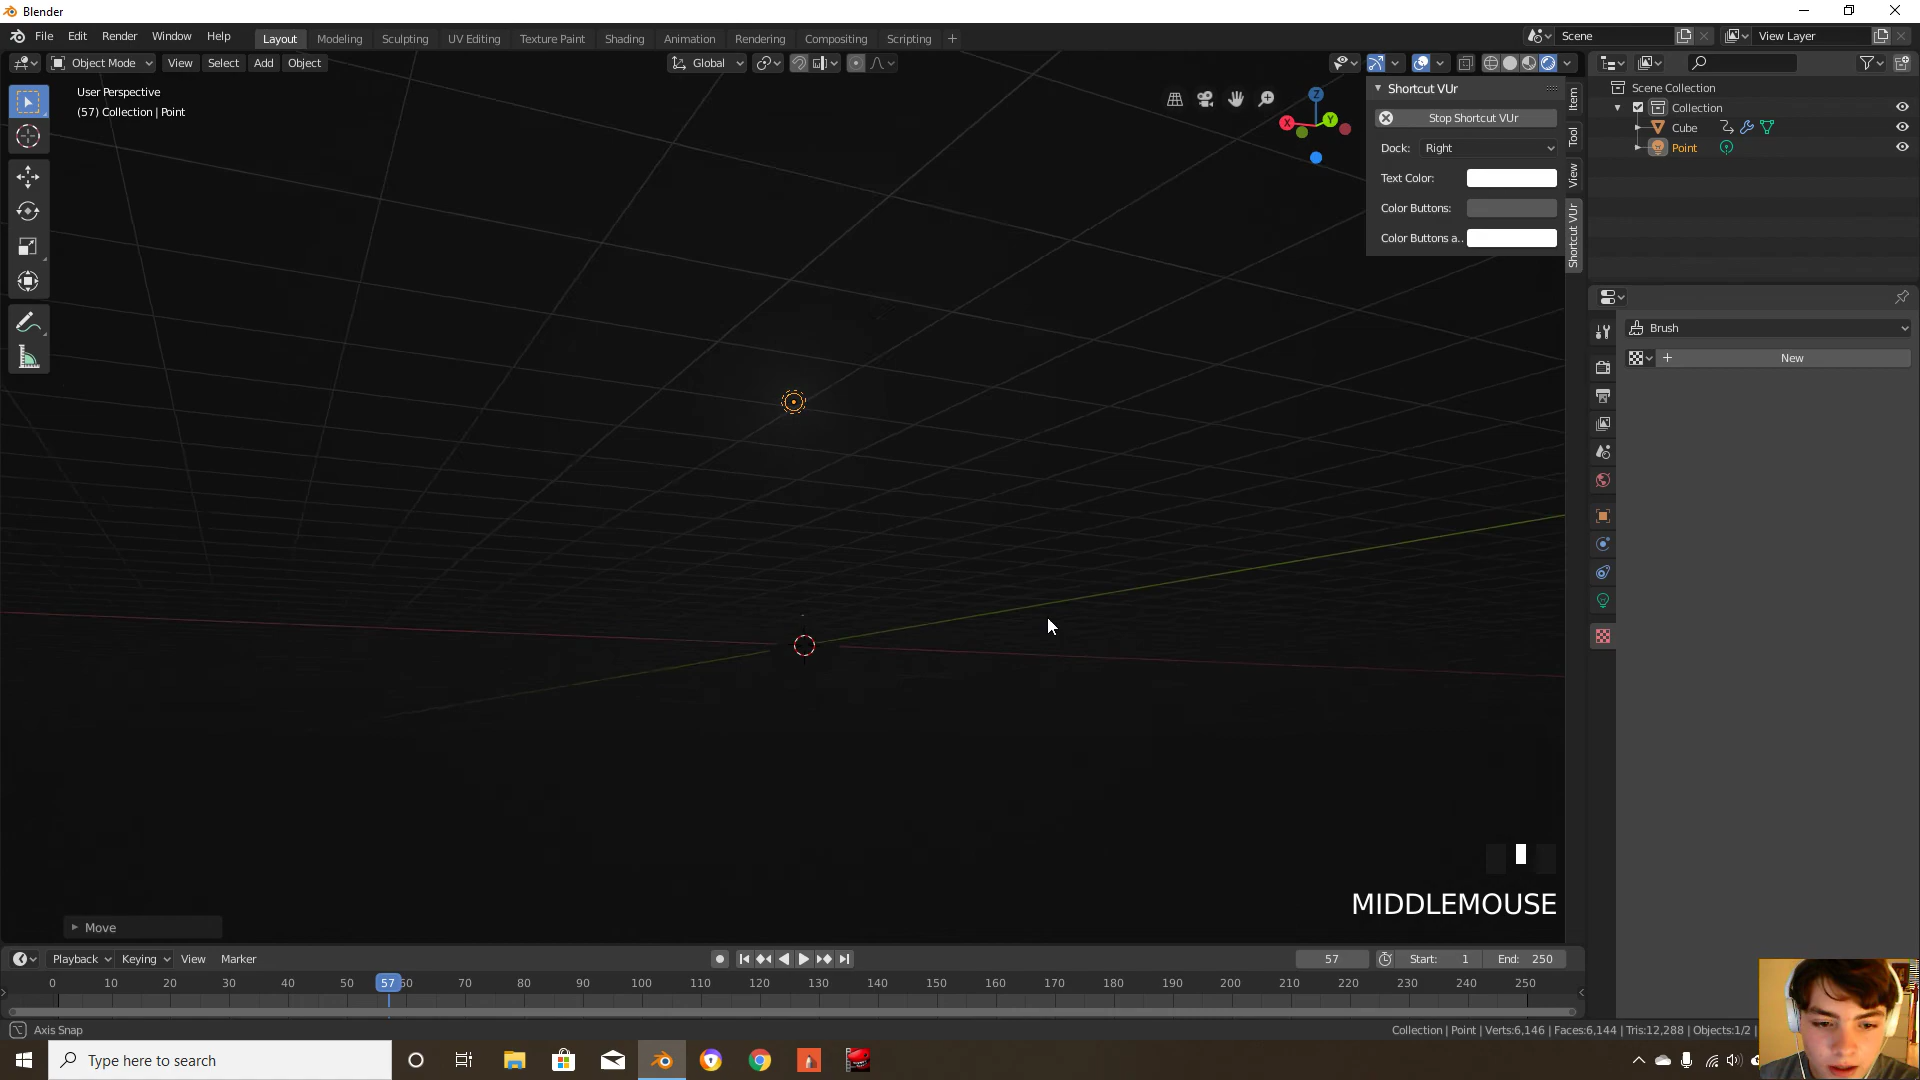 Blender
File Edit Render Window Help
Layout Modeling Sculpting UV Editing Texture Paint Shading Animation Rendering Compositing Scripting +
Scene
View Layer
Object Mode View Select Add Object
Global
User Perspective
(57) Collection | Point
X Y Z
Shortcut VUr
Stop Shortcut VUr
Dock: Right
Text Color:
Color Buttons:
Color Buttons a..
Item
Tool
View
Shortcut VUr
Scene Collection
Collection
Cube
Point
Brush
+ New
MIDDLEMOUSE
Move
Playback Keying View Marker
57 Start: 1 End: 250
0 10 20 30 40 50 57 60 70 80 90 100 110 120 130 140 150 160 170 180 190 200 210 220 230 240 250
Axis Snap
Collection | Point | Verts:6,146 | Faces:6,144 | Tris:12,288 | Objects:1/2 |
Type here to search